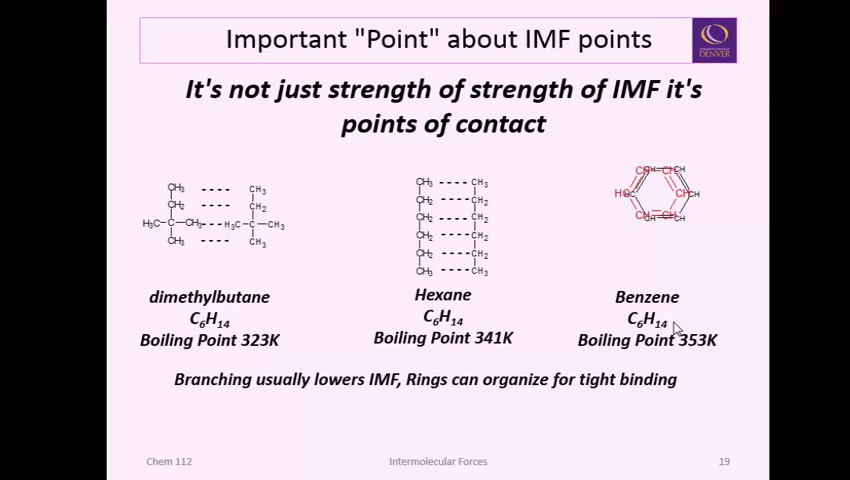 Important "Point" about IMF points
DENVER
It's not just strength of strength of IMF it's
points of contact
CH₃ ---- CH₃
CH₂ ---- CH₂
H₃C—C—CH₃ ---- H₃C—C—CH₃
CH₃ ---- CH₃
CH₃ ---- CH₃
CH₂ ---- CH₂
CH₂ ---- CH₂
CH₂ ---- CH₂
CH₂ ---- CH₂
CH₃ ---- CH₃
dimethylbutane
C₆H₁₄
Boiling Point 323K
Hexane
C₆H₁₄
Boiling Point 341K
Benzene
C₆H₁₄
Boiling Point 353K
Branching usually lowers IMF, Rings can organize for tight binding
Chem 112
Intermolecular Forces
19